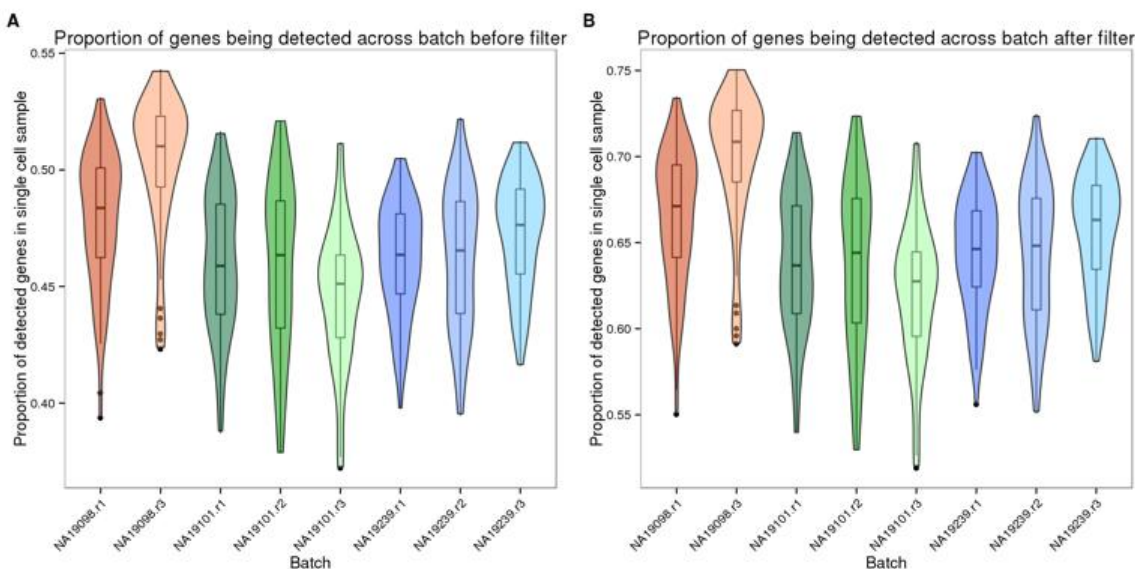 A
Proportion of genes being detected across batch before filter
Proportion of detected genes in single cell sample
0.55
0.50
0.45
0.40
NA19098.r1
NA19098.r3
NA19101.r1
NA19101.r2
NA19101.r3
NA19239.r1
NA19239.r2
NA19239.r3
Batch
B
Proportion of genes being detected across batch after filter
Proportion of detected genes in single cell sample
0.75
0.70
0.65
0.60
0.55
NA19098.r1
NA19098.r3
NA19101.r1
NA19101.r2
NA19101.r3
NA19239.r1
NA19239.r2
NA19239.r3
Batch